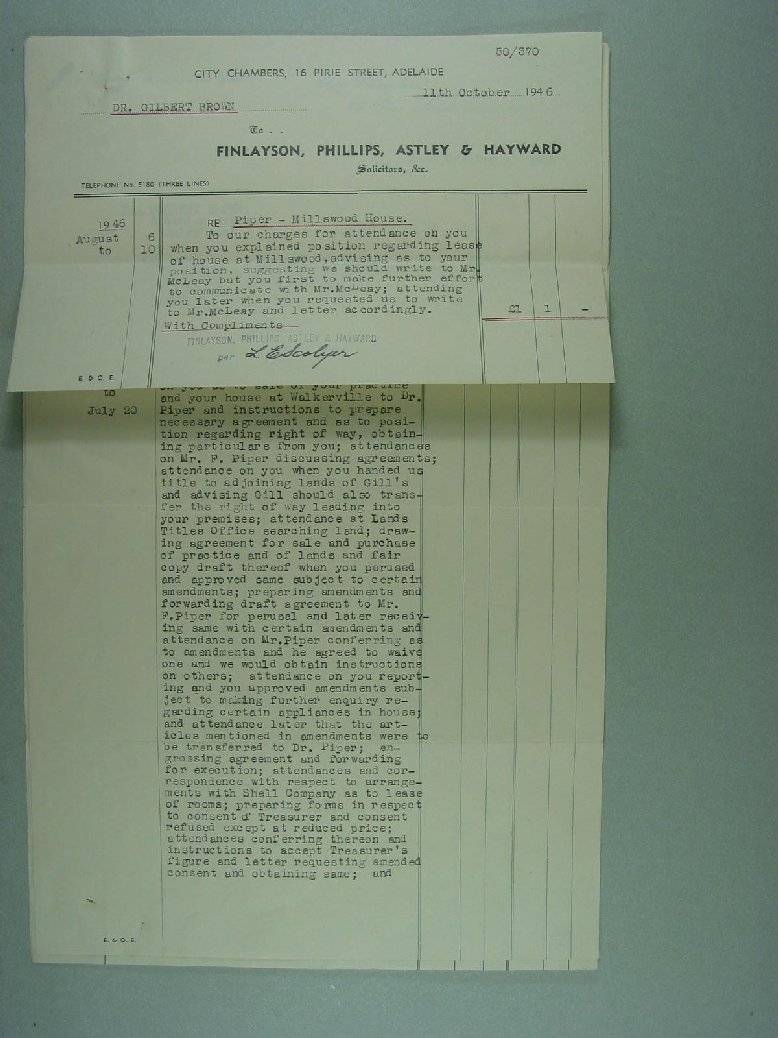 50/370
CITY CHAMBERS, 16 PIRIE STREET, ADELAIDE
11th October 1946
DR. GILBERT BROWN
To . .
FINLAYSON, PHILLIPS, ASTLEY & HAYWARD
Solicitors, &c.
TELEPHONE No. 5180 (THREE LINES)
1946
RE Piper - Millswood House.
August 6 To our charges for attendance on you
to 10 when you explained position regarding lease
of house at Millswood, advising as to your
position, suggesting we should write to Mr.
McLeay but you first to make further effort
to communicate with Mr.McLeay; attending
you later when you requested us to write
to Mr.McLeay and letter accordingly. £1 1 -
With Compliments
FINLAYSON, PHILLIPS, ASTLEY & HAYWARD
per L E Scolyer
E. & O. E.
on you as to sale of your practice
to and your house at Walkerville to Dr.
July 20 Piper and instructions to prepare
necessary agreement and as to posi-
tion regarding right of way, obtain-
ing particulars from you; attendances
on Mr. F. Piper discussing agreements;
attendance on you when you handed us
title to adjoining lands of Gill's
and advising Gill should also trans-
fer the right of way leading into
your premises; attendance at Lands
Titles Office searching land; draw-
ing agreement for sale and purchase
of practice and of lands and fair
copy draft thereof when you perused
and approved same subject to certain
amendments; preparing amendments and
forwarding draft agreement to Mr.
F.Piper for perusal and later receiv-
ing same with certain amendments and
attendance on Mr.Piper conferring as
to amendments and he agreed to waive
one and we would obtain instructions
on others; attendance on you report-
ing and you approved amendments sub-
ject to making further enquiry re-
garding certain appliances in house;
and attendance later that the art-
icles mentioned in amendments were to
be transferred to Dr. Piper; en-
grossing agreement and forwarding
for execution; attendances and cor-
respondence with respect to arrange-
ments with Shell Company as to lease
of rooms; preparing forms in respect
to consent of Treasurer and consent
refused except at reduced price;
attendances conferring thereon and
instructions to accept Treasurer's
figure and letter requesting amended
consent and obtaining same; and
E. & O. E.